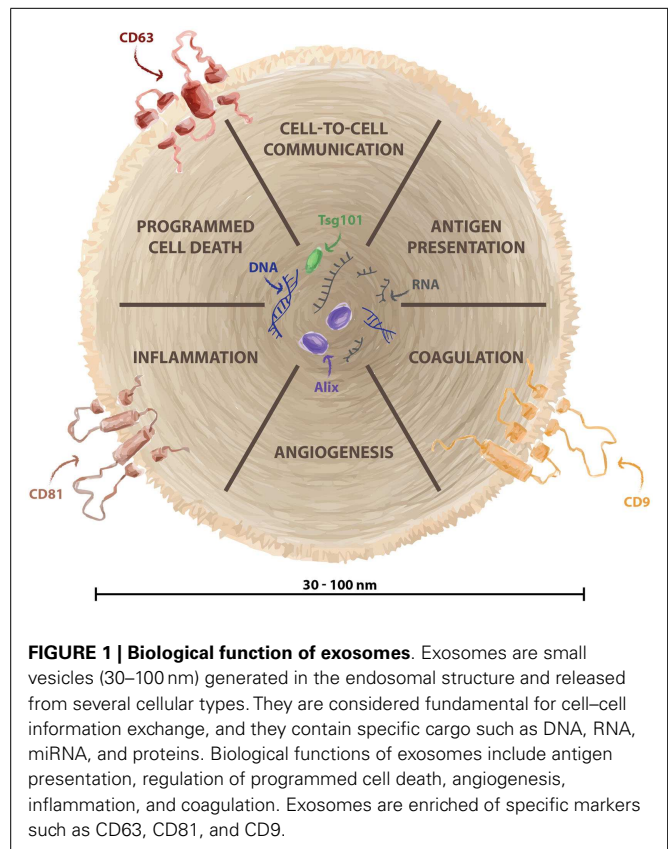 CD63
CELL-TO-CELL
COMMUNICATION
PROGRAMMED
CELL DEATH
Tsg101
ANTIGEN
PRESENTATION
DNA
RNA
INFLAMMATION
COAGULATION
Alix
ANGIOGENESIS
CD81
CD9
30 - 100 nm
FIGURE 1 | Biological function of exosomes. Exosomes are small
vesicles (30–100 nm) generated in the endosomal structure and released
from several cellular types. They are considered fundamental for cell–cell
information exchange, and they contain specific cargo such as DNA, RNA,
miRNA, and proteins. Biological functions of exosomes include antigen
presentation, regulation of programmed cell death, angiogenesis,
inflammation, and coagulation. Exosomes are enriched of specific markers
such as CD63, CD81, and CD9.